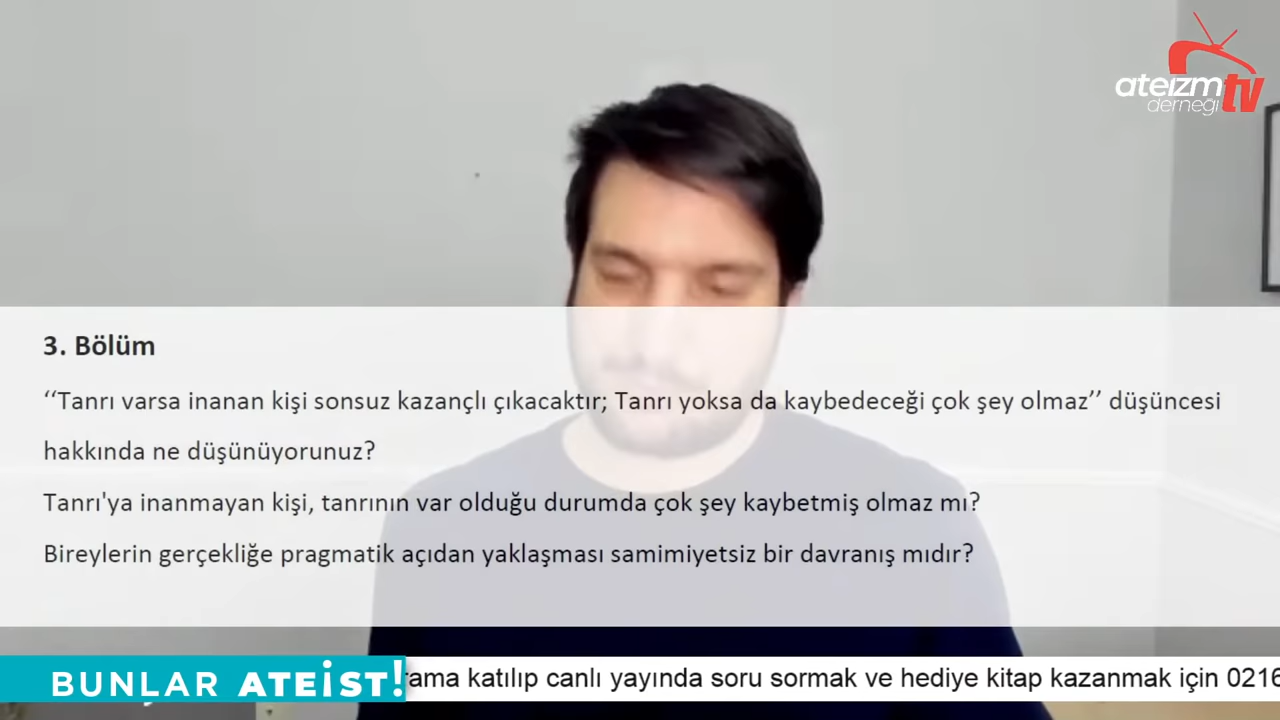 ateizm tv
derneği
3. Bölüm
‘‘Tanrı varsa inanan kişi sonsuz kazançlı çıkacaktır; Tanrı yoksa da kaybedeceği çok şey olmaz’’ düşüncesi
hakkında ne düşünüyorunuz?
Tanrı'ya inanmayan kişi, tanrının var olduğu durumda çok şey kaybetmiş olmaz mı?
Bireylerin gerçekliğe pragmatik açıdan yaklaşması samimiyetsiz bir davranış mıdır?
BUNLAR ATEİST!
rama katılıp canlı yayında soru sormak ve hediye kitap kazanmak için 0216